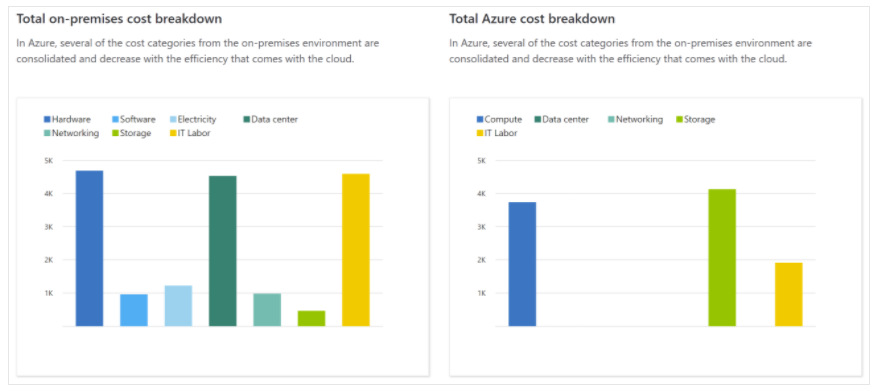 Total on-premises cost breakdown
In Azure, several of the cost categories from the on-premises environment are
consolidated and decrease with the efficiency that comes with the cloud.
Hardware Software Electricity Data center
Networking Storage IT Labor
5K
4K
3K
2K
1K
Total Azure cost breakdown
In Azure, several of the cost categories from the on-premises environment are
consolidated and decrease with the efficiency that comes with the cloud.
Compute Data center Networking Storage
IT Labor
5K
4K
3K
2K
1K